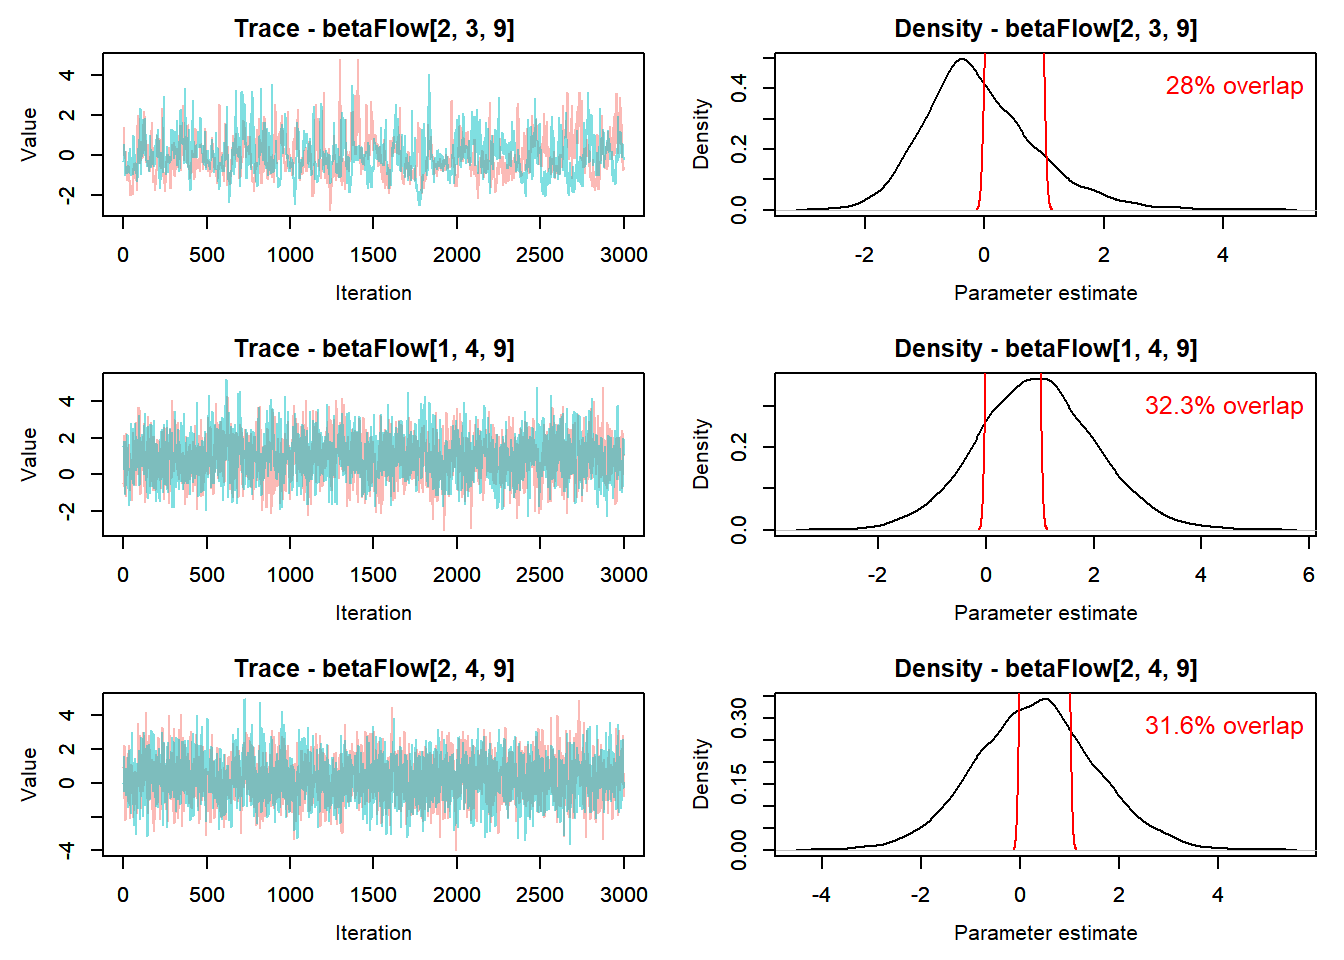 Trace - betaFlow[2, 3, 9]
Value
4
2
0
-2
0 500 1000 1500 2000 2500 3000
Iteration
Density - betaFlow[2, 3, 9]
28% overlap
Density
0.4
0.2
0.0
-2 0 2 4
Parameter estimate
Trace - betaFlow[1, 4, 9]
Value
4
2
0
-2
0 500 1000 1500 2000 2500 3000
Iteration
Density - betaFlow[1, 4, 9]
32.3% overlap
Density
0.2
0.0
-2 0 2 4 6
Parameter estimate
Trace - betaFlow[2, 4, 9]
Value
4
2
0
-4
0 500 1000 1500 2000 2500 3000
Iteration
Density - betaFlow[2, 4, 9]
31.6% overlap
Density
0.30
0.15
0.00
-4 -2 0 2 4
Parameter estimate